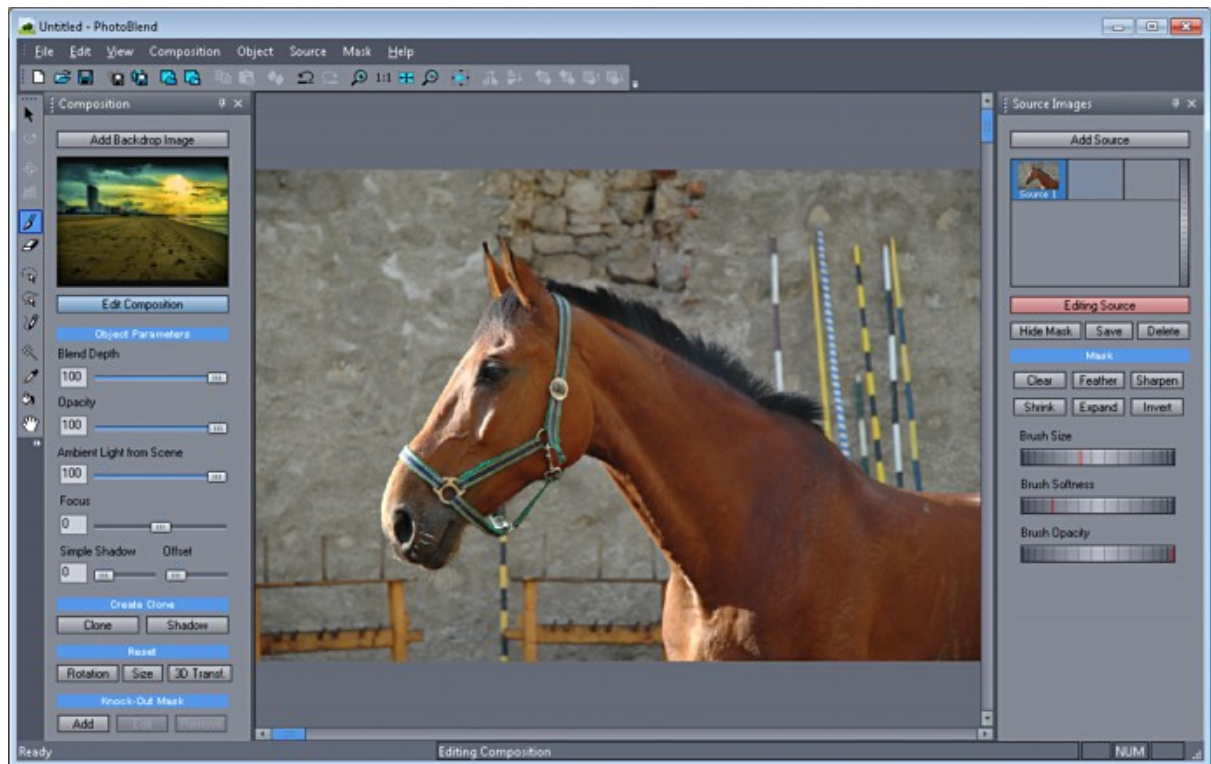 Untitled - PhotoBlend
File Edit View Composition Object Source Mask Help
1:1
Composition
Add Backdrop Image
Edit Composition
Object Parameters
Blend Depth
100
Opacity
100
Ambient Light from Scene
100
Focus
0
Simple Shadow Offset
0
Create Clone
Clone Shadow
Reset
Rotation Size 3D Transf.
Knock-Out Mask
Add Edit Remove
Source Images
Add Source
Source 1
Editing Source
Hide Mask Save Delete
Mask
Clear Feather Sharpen
Shrink Expand Invert
Brush Size
Brush Softness
Brush Opacity
Ready Editing Composition NUM